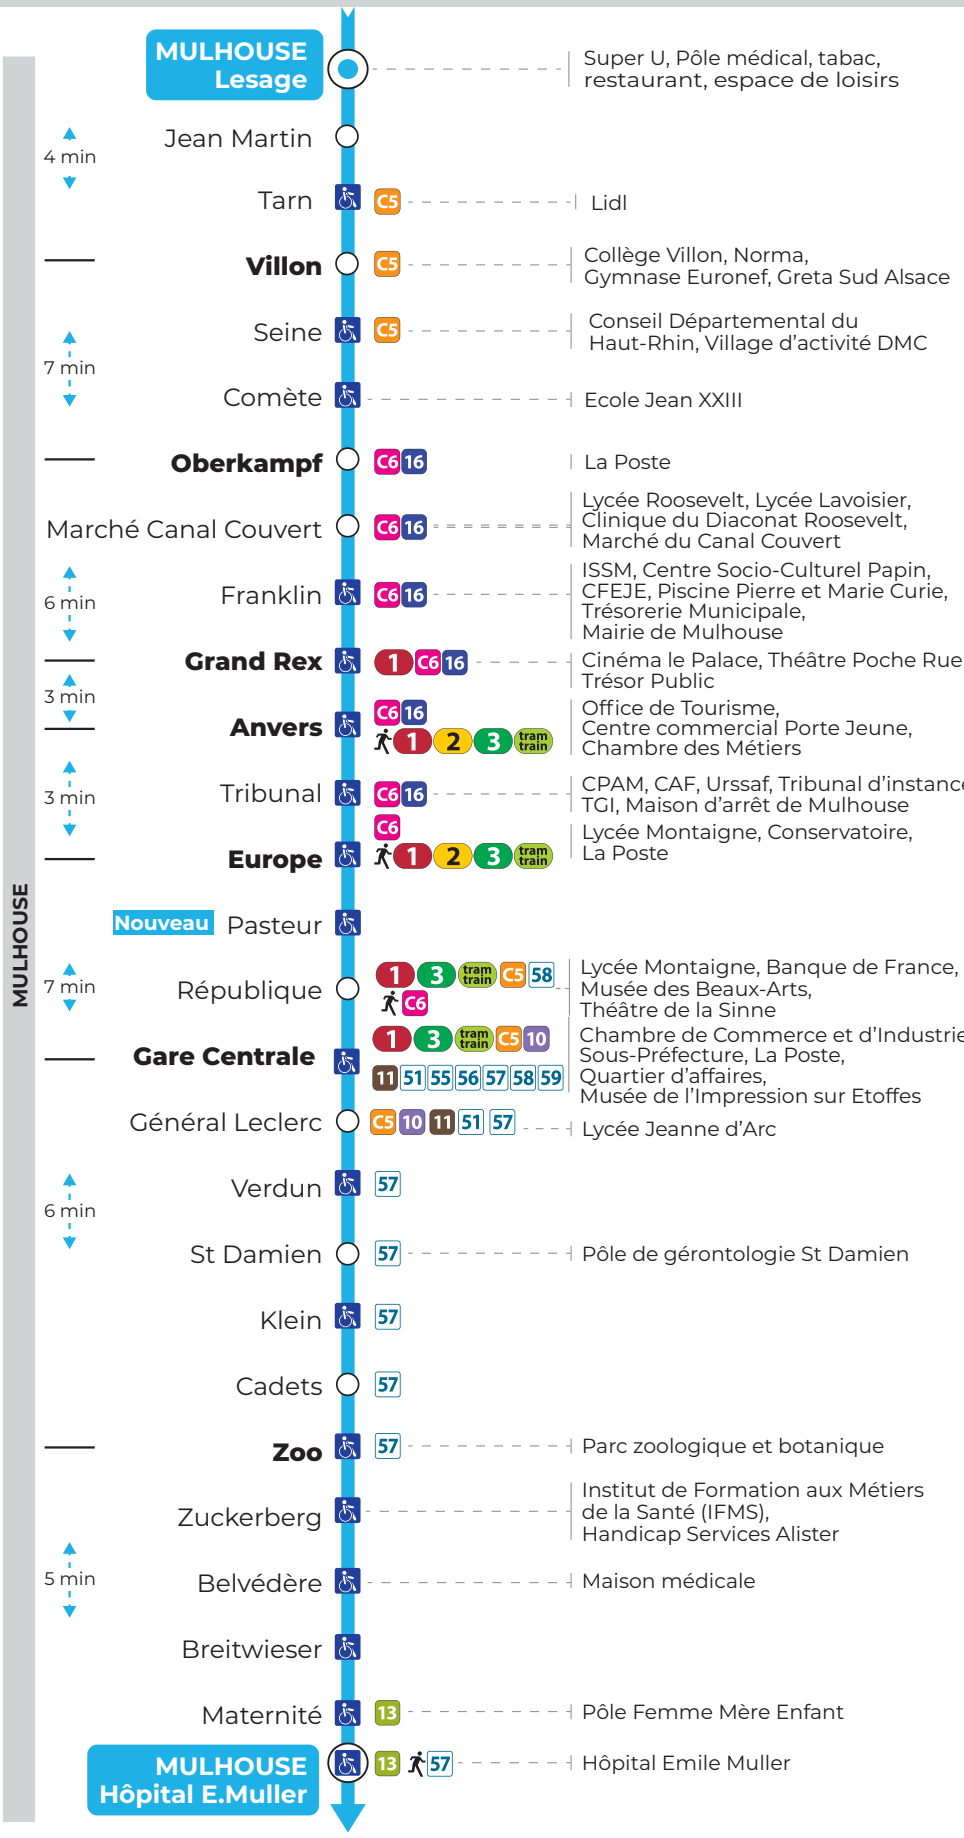 MULHOUSE
Lesage
Super U, Pôle médical, tabac,
restaurant, espace de loisirs
Jean Martin
4 min
Tarn
C5
Lidl
Villon
C5
Collège Villon, Norma,
Gymnase Euronef, Greta Sud Alsace
Seine
C5
Conseil Départemental du
Haut-Rhin, Village d’activité DMC
7 min
Comète
Ecole Jean XXIII
Oberkampf
C6 16
La Poste
Marché Canal Couvert
C6 16
Lycée Roosevelt, Lycée Lavoisier,
Clinique du Diaconat Roosevelt,
Marché du Canal Couvert
6 min
Franklin
C6 16
ISSM, Centre Socio-Culturel Papin,
CFEJE, Piscine Pierre et Marie Curie,
Trésorerie Municipale,
Mairie de Mulhouse
Grand Rex
1 C6 16
Cinéma le Palace, Théâtre Poche Rue
Trésor Public
3 min
Anvers
C6 16
1 2 3 tram train
Office de Tourisme,
Centre commercial Porte Jeune,
Chambre des Métiers
3 min
Tribunal
C6 16
CPAM, CAF, Urssaf, Tribunal d’instance
TGI, Maison d’arrêt de Mulhouse
Europe
C6
1 2 3 tram train
Lycée Montaigne, Conservatoire,
La Poste
MULHOUSE
Nouveau Pasteur
7 min
République
1 3 tram train C5 58
C6
Lycée Montaigne, Banque de France,
Musée des Beaux-Arts,
Théâtre de la Sinne
Gare Centrale
1 3 tram train C5 10
11 51 55 56 57 58 59
Chambre de Commerce et d’Industrie
Sous-Préfecture, La Poste,
Quartier d’affaires,
Musée de l’Impression sur Etoffes
Général Leclerc
C5 10 11 51 57
Lycée Jeanne d’Arc
Verdun
57
6 min
St Damien
57
Pôle de gérontologie St Damien
Klein
57
Cadets
57
Zoo
57
Parc zoologique et botanique
Zuckerberg
Institut de Formation aux Métiers
de la Santé (IFMS),
Handicap Services Alister
5 min
Belvédère
Maison médicale
Breitwieser
Maternité
13
Pôle Femme Mère Enfant
MULHOUSE
Hôpital E.Muller
13 57
Hôpital Emile Muller